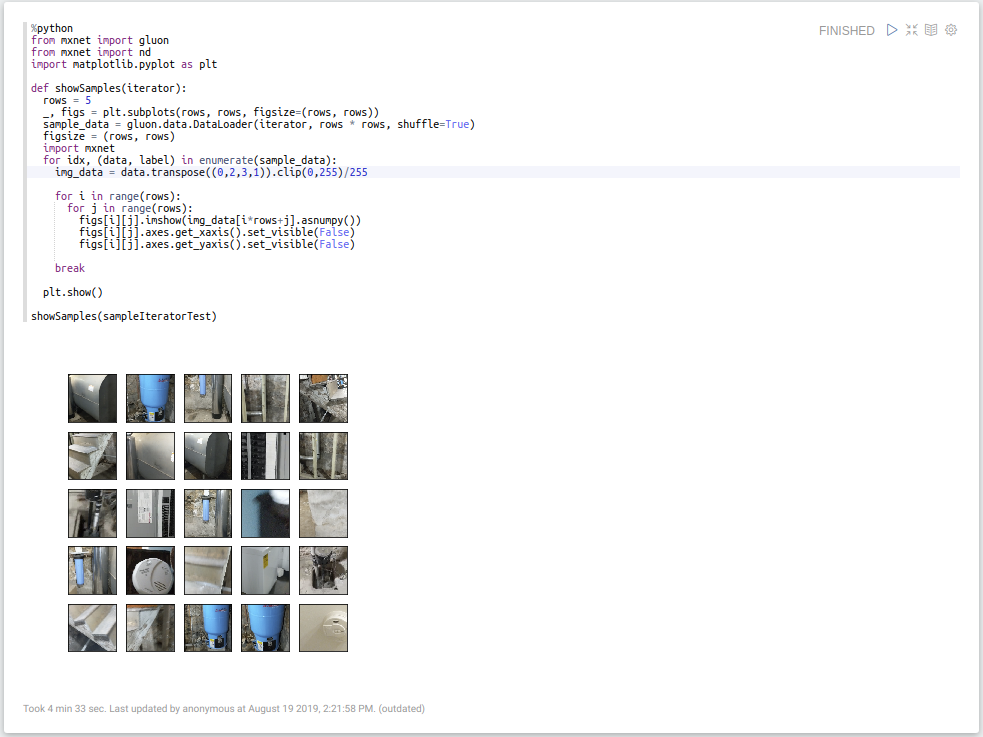 %python
FINISHED
from mxnet import gluon
from mxnet import nd
import matplotlib.pyplot as plt
def showSamples(iterator):
rows = 5
_, figs = plt.subplots(rows, rows, figsize=(rows, rows))
sample_data = gluon.data.DataLoader(iterator, rows * rows, shuffle=True)
figsize = (rows, rows)
import mxnet
for idx, (data, label) in enumerate(sample_data):
img_data = data.transpose((0,2,3,1)).clip(0,255)/255
for i in range(rows):
for j in range(rows):
figs[i][j].imshow(img_data[i*rows+j].asnumpy())
figs[i][j].axes.get_xaxis().set_visible(False)
figs[i][j].axes.get_yaxis().set_visible(False)
break
plt.show()
showSamples(sampleIteratorTest)
Took 4 min 33 sec. Last updated by anonymous at August 19 2019, 2:21:58 PM. (outdated)